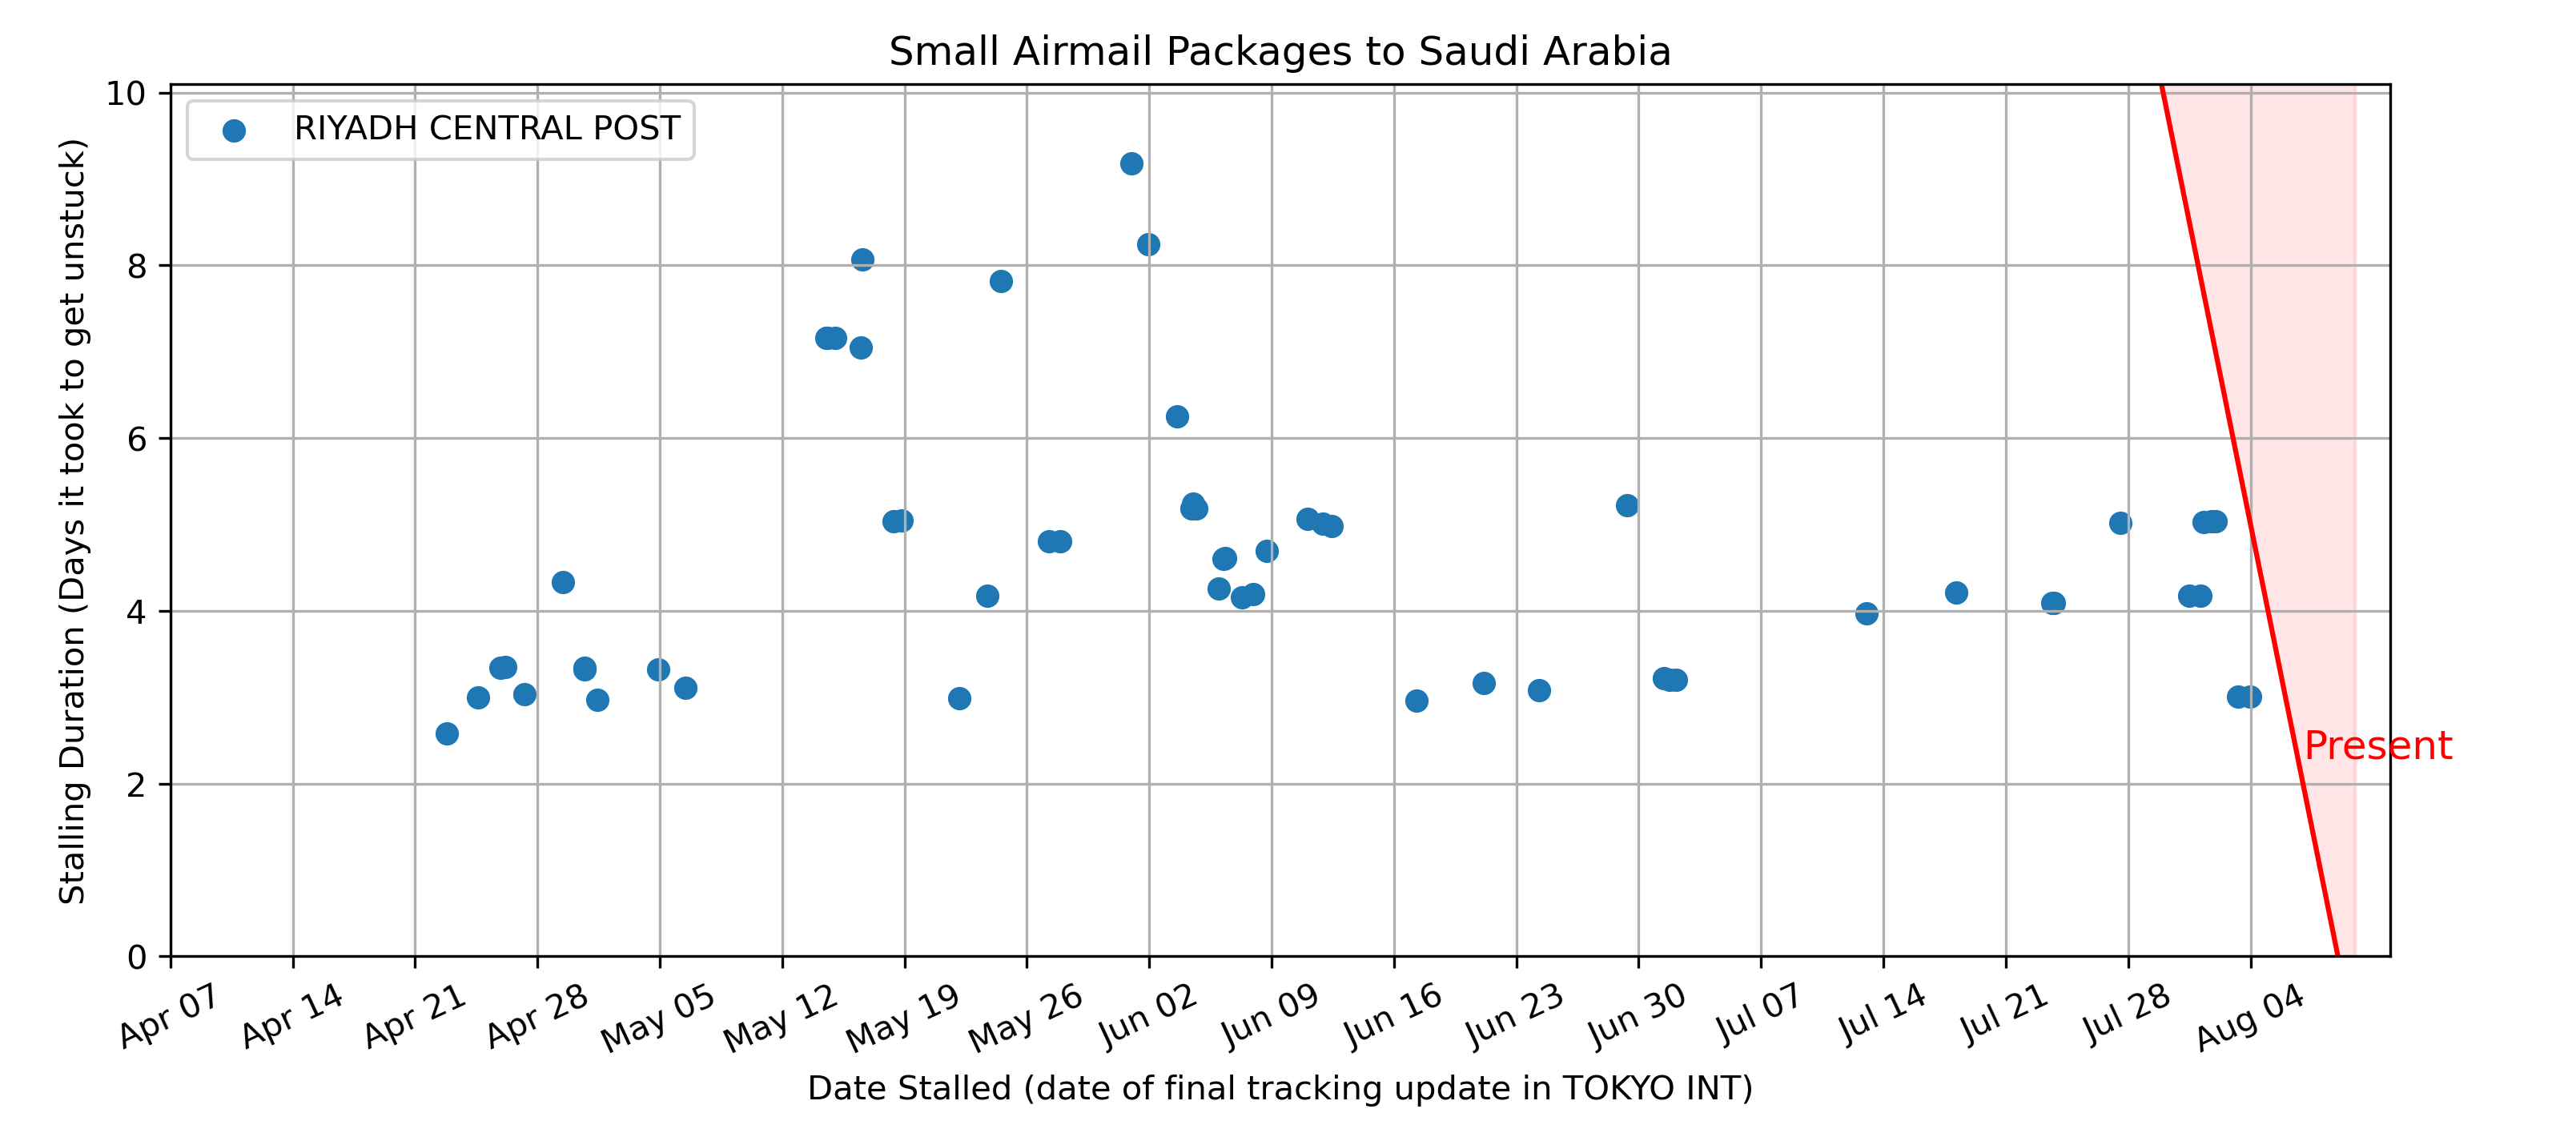 Small Airmail Packages to Saudi Arabia
RIYADH CENTRAL POST
Stalling Duration (Days it took to get unstuck)
10
8
6
4
2
0
Present
Apr 07
Apr 14
Apr 21
Apr 28
May 05
May 12
May 19
May 26
Jun 02
Jun 09
Jun 16
Jun 23
Jun 30
Jul 07
Jul 14
Jul 21
Jul 28
Aug 04
Date Stalled (date of final tracking update in TOKYO INT)